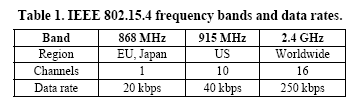 Table 1. IEEE 802.15.4 frequency bands and data rates.
Band 868 MHz 915 MHz 2.4 GHz
Region EU, Japan US Worldwide
Channels 1 10 16
Data rate 20 kbps 40 kbps 250 kbps